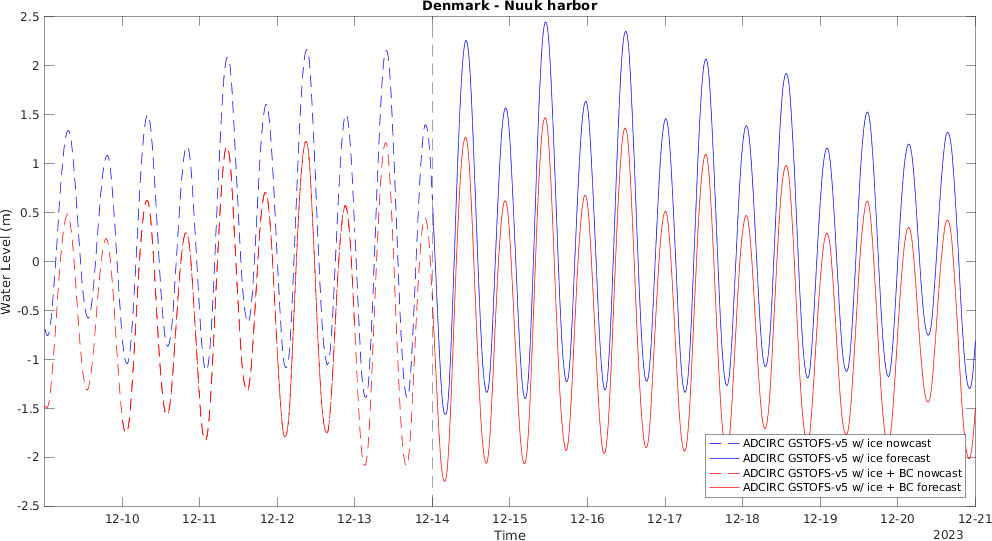 Denmark - Nuuk harbor
2.5
2
1.5
1
0.5
0
-0.5
-1
-1.5
-2
-2.5
Water Level (m)
ADCIRC GSTOFS-v5 w/ ice nowcast
ADCIRC GSTOFS-v5 w/ ice forecast
ADCIRC GSTOFS-v5 w/ ice + BC nowcast
ADCIRC GSTOFS-v5 w/ ice + BC forecast
12-10 12-11 12-12 12-13 12-14 12-15 12-16 12-17 12-18 12-19 12-20 12-21
Time
2023